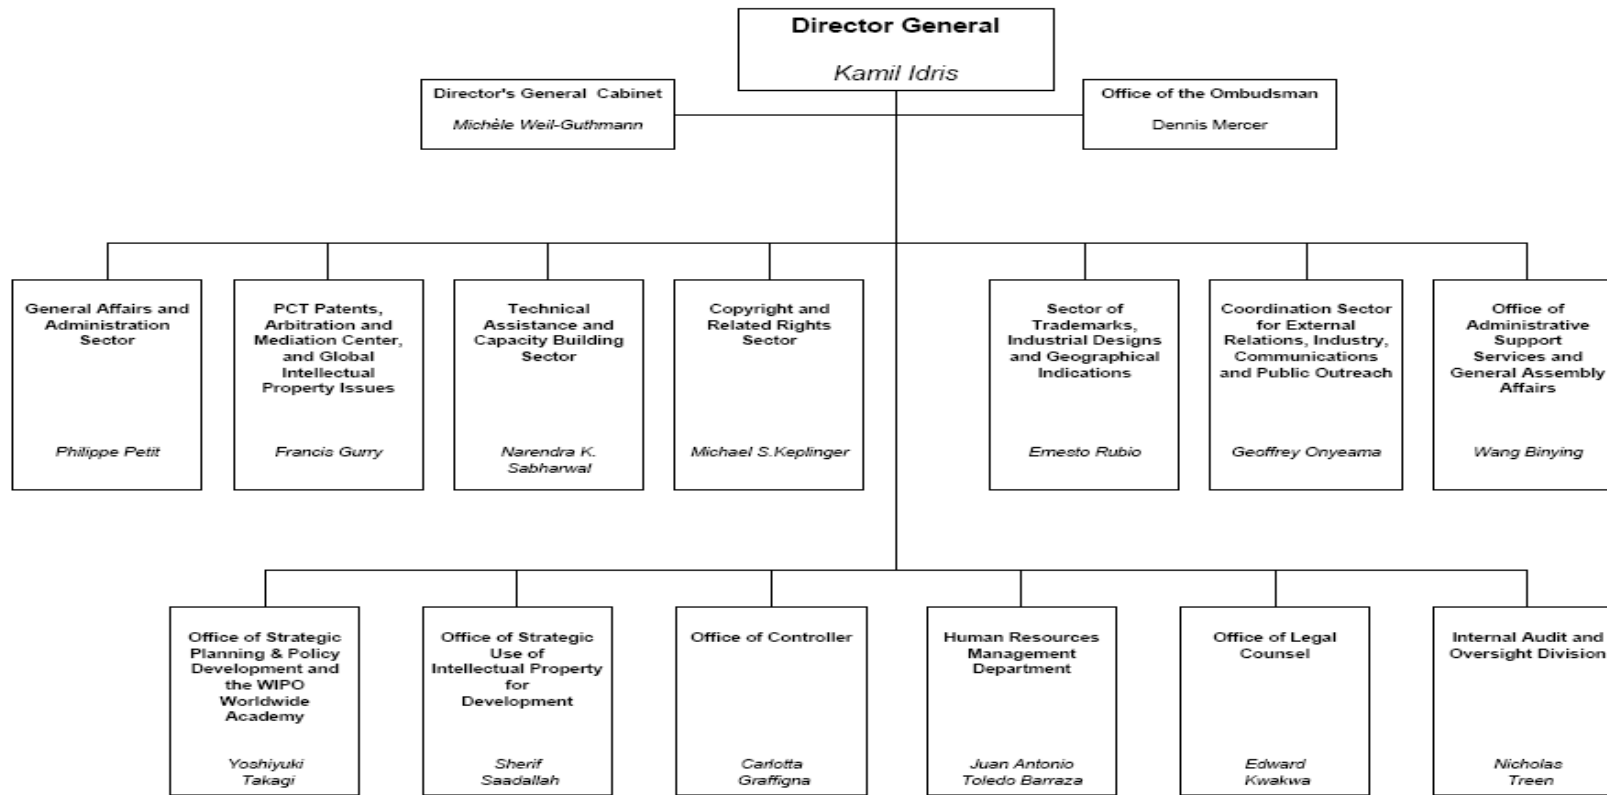 Director General
Kamil Idris
Director's General Cabinet
Michèle Weil-Guthmann
Office of the Ombudsman
Dennis Mercer
General Affairs and
Administration
Sector
Philippe Petit
PCT Patents,
Arbitration and
Mediation Center,
and Global
Intellectual
Property Issues
Francis Gurry
Technical
Assistance and
Capacity Building
Sector
Narendra K.
Sabharwal
Copyright and
Related Rights
Sector
Michael S.Keplinger
Sector of
Trademarks,
Industrial Designs
and Geographical
Indications
Ernesto Rubio
Coordination Sector
for External
Relations, Industry,
Communications
and Public Outreach
Geoffrey Onyeama
Office of
Administrative
Support
Services and
General Assembly
Affairs
Wang Binying
Office of Strategic
Planning & Policy
Development and
the WIPO
Worldwide
Academy
Yoshiyuki
Takagi
Office of Strategic
Use of
Intellectual Property
for
Development
Sherif
Saadallah
Office of Controller
Carlotta
Graffigna
Human Resources
Management
Department
Juan Antonio
Toledo Barraza
Office of Legal
Counsel
Edward
Kwakwa
Internal Audit and
Oversight Division
Nicholas
Treen